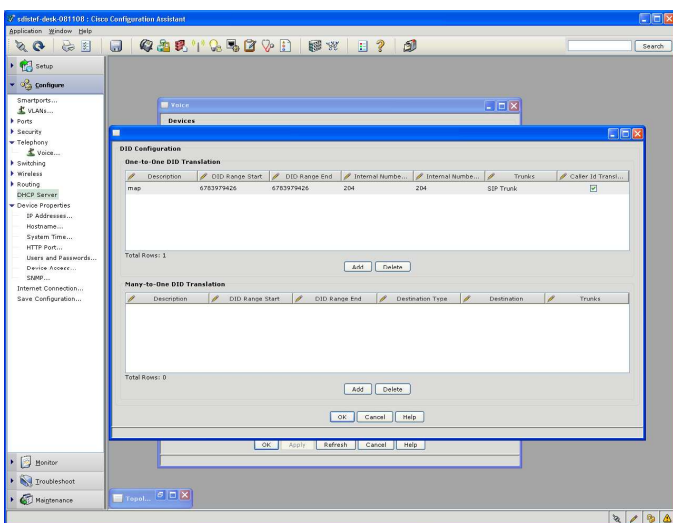 sdistef-desk-081108 : Cisco Configuration Assistant
Application Window Help
Search
Setup
Configure
Smartports...
VLANs...
Ports
Security
Telephony
Voice...
Switching
Wireless
Routing
DHCP Server
Device Properties
IP Addresses...
Hostname...
System Time...
HTTP Port...
Users and Passwords...
Device Access...
SNMP...
Internet Connection...
Save Configuration...
Monitor
Troubleshoot
Maintenance
Voice
Devices
DID Configuration
One-to-One DID Translation
Description DID Range Start DID Range End Internal Numbe... Internal Numbe... Trunks Caller Id Transl...
map 6783979426 6783979426 204 204 SIP Trunk
Total Rows: 1
Add Delete
Many-to-One DID Translation
Description DID Range Start DID Range End Destination Type Destination Trunks
Total Rows: 0
Add Delete
OK Cancel Help
OK Apply Refresh Cancel Help
Topol...